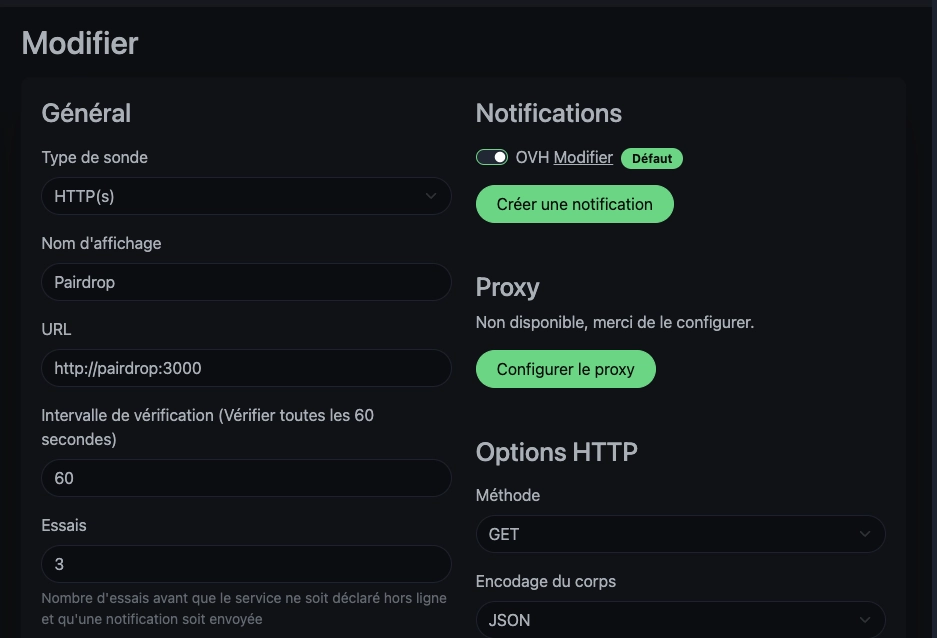 Modifier
Général
Type de sonde
HTTP(s)
Nom d'affichage
Pairdrop
URL
http://pairdrop:3000
Intervalle de vérification (Vérifier toutes les 60
secondes)
60
Essais
3
Nombre d'essais avant que le service ne soit déclaré hors ligne
et qu'une notification soit envoyée
Notifications
OVH Modifier Défaut
Créer une notification
Proxy
Non disponible, merci de le configurer.
Configurer le proxy
Options HTTP
Méthode
GET
Encodage du corps
JSON